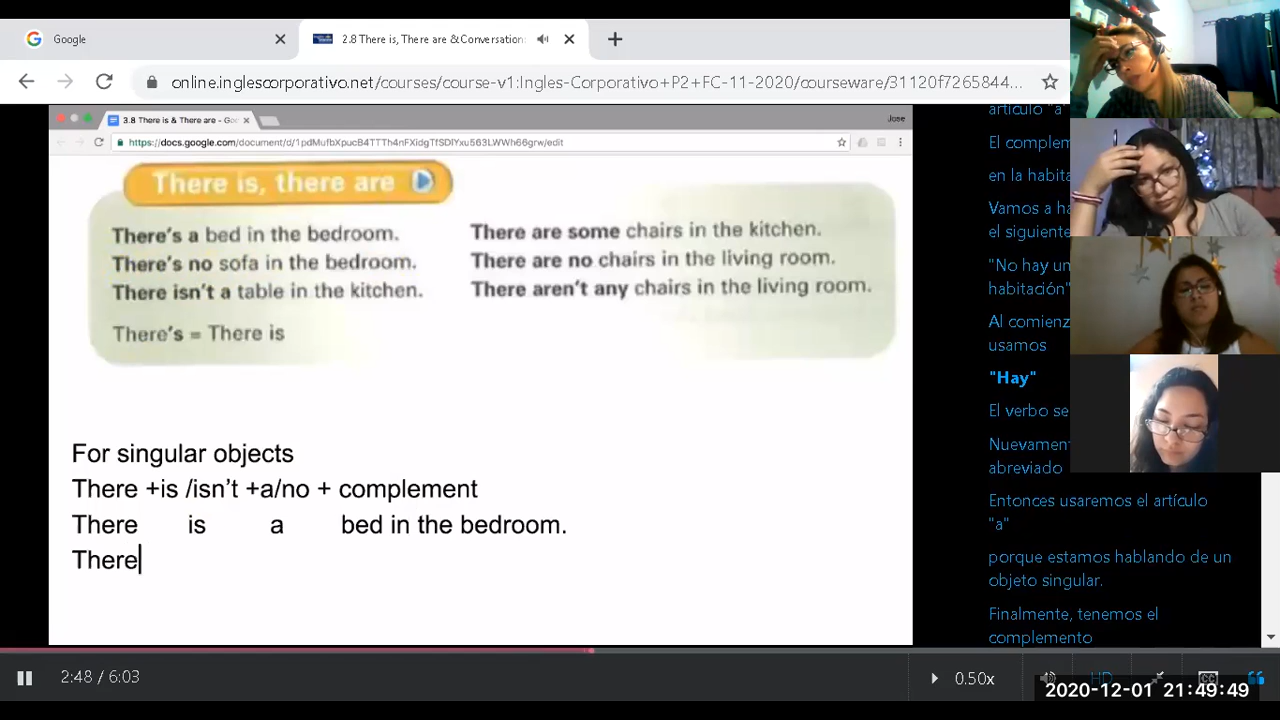 Google
2.8 There is, There are & Conversation
online.inglescorporativo.net/courses/course-v1:Ingles-Corporativo+P2+FC-11-2020/courseware/31120f7265844...
3.8 There is & There are - Goo
Jose
https://docs.google.com/document/d/
There is, there are
There's a bed in the bedroom.
There's no sofa in the bedroom.
There isn't a table in the kitchen.
There's = There is
There are some chairs in the kitchen.
There are no chairs in the living room.
There aren't any chairs in the living room.
For singular objects
There +is /isn't +a/no + complement
There is a bed in the bedroom.
There
artículo "a"
El complem
en la habita
Vamos a ha
el siguiente
"No hay un
habitación"
Al comienz
usamos
"Hay"
El verbo se
Nuevament
abreviado
Entonces usaremos el artículo
"a"
porque estamos hablando de un
objeto singular.
Finalmente, tenemos el
complemento
2:48 / 6:03
0.50x
HD
2020-12-01 21:49:49